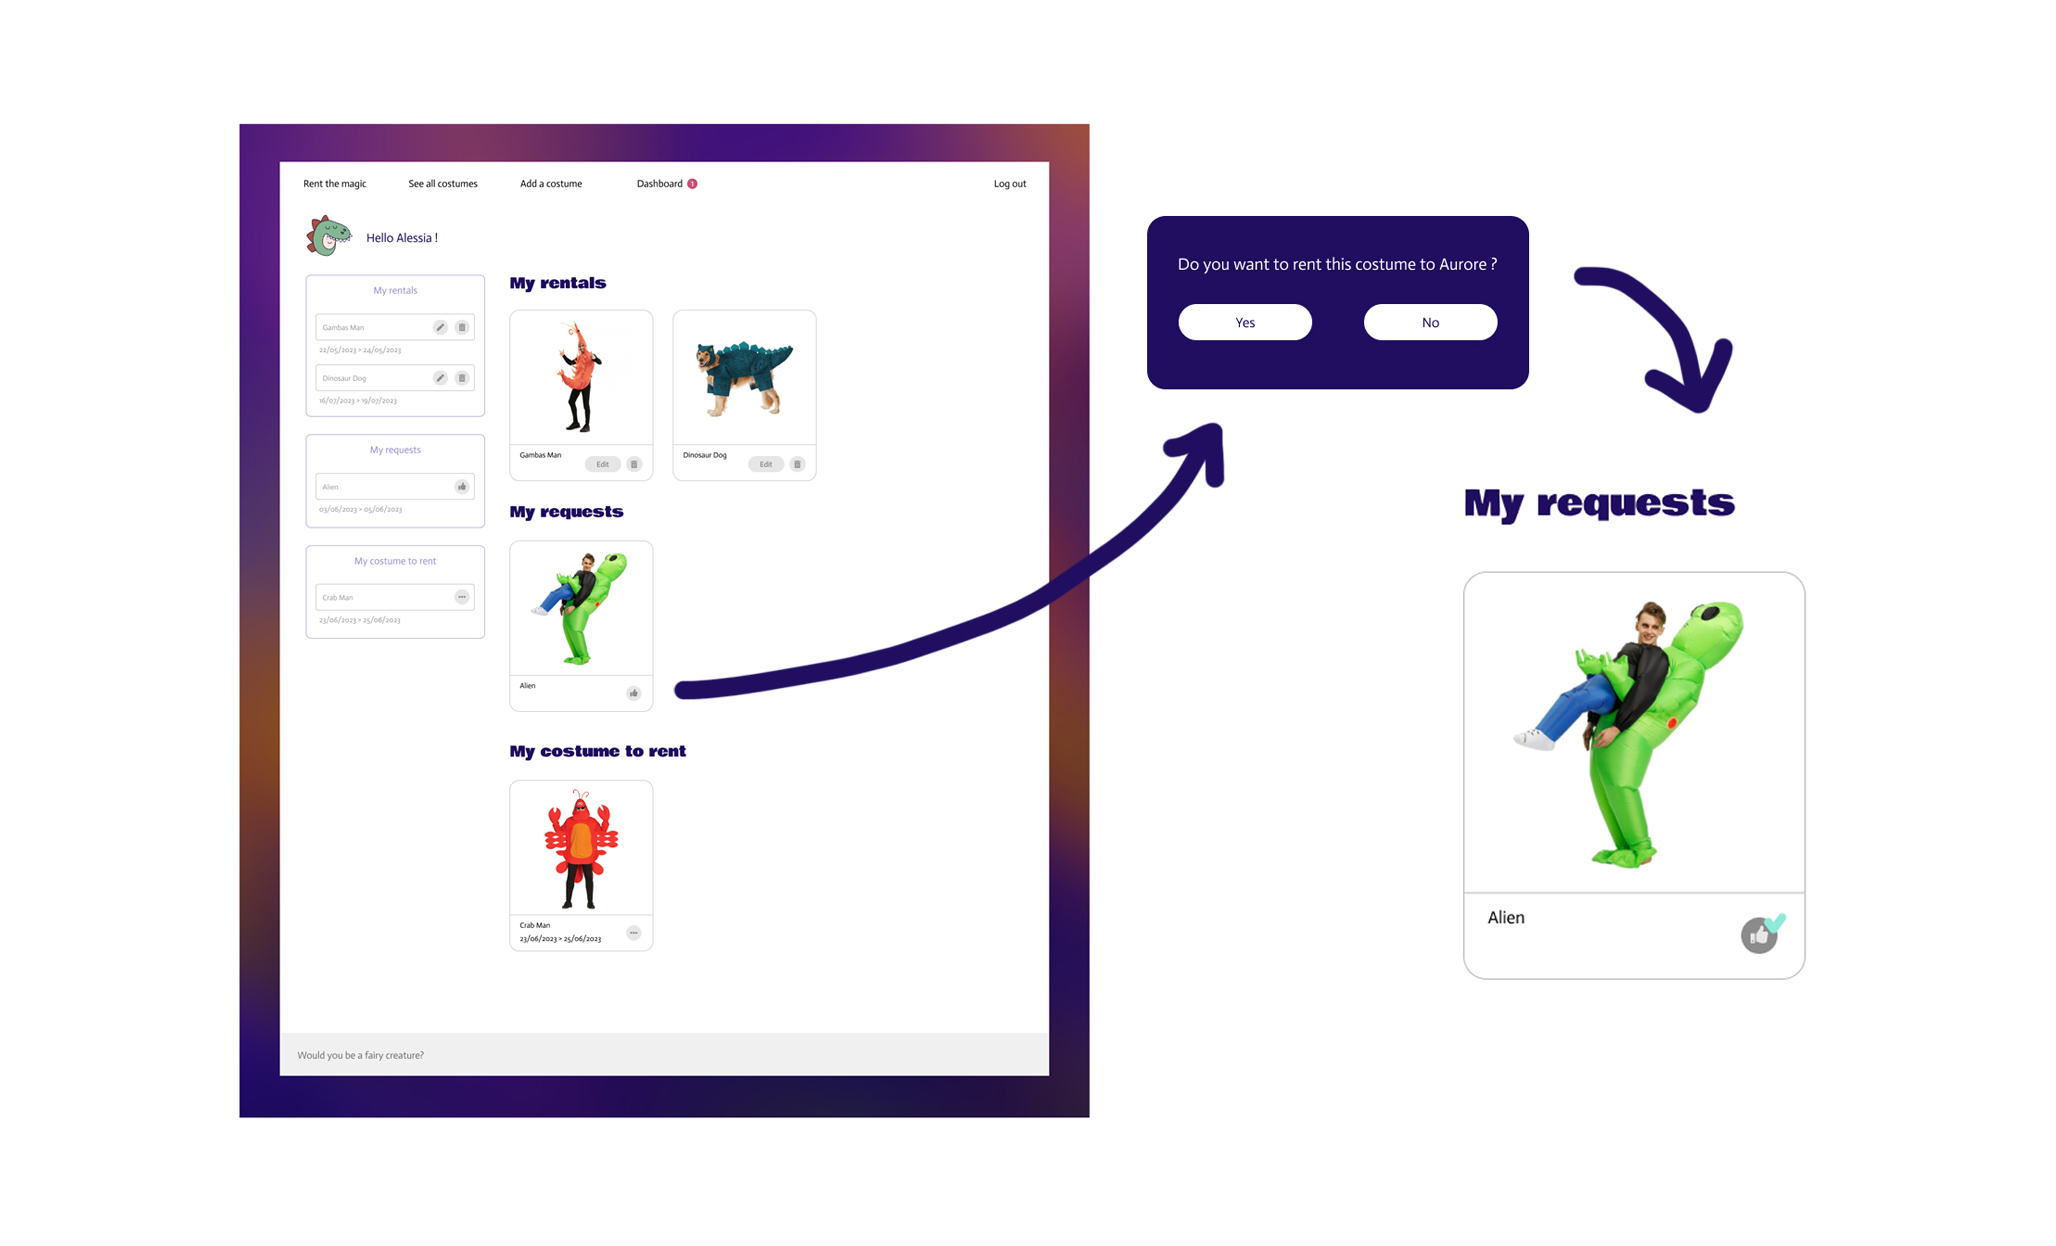 Rent the magic
See all costumes
Add a costume
Dashboard 1
Log out
Hello Alessia !
My rentals
Gambas Man
22/05/2023 > 24/05/2023
Dinosaur Dog
16/07/2023 > 19/07/2023
My requests
Alien
03/06/2023 > 05/06/2023
My costume to rent
Crab Man
23/06/2023 > 25/06/2023
My rentals
Gambas Man
Edit
Dinosaur Dog
Edit
My requests
Alien
My costume to rent
Crab Man
23/06/2023 > 25/06/2023
Would you be a fairy creature?
Do you want to rent this costume to Aurore ?
Yes
No
My requests
Alien